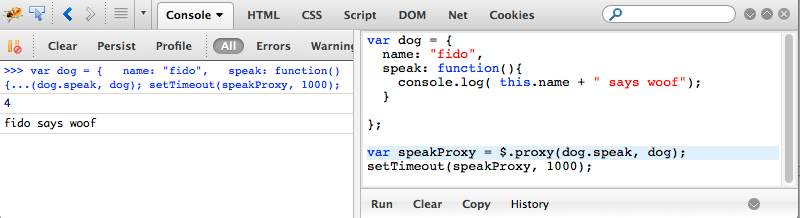 Console HTML CSS Script DOM Net Cookies
Clear Persist Profile All Errors Warnin
>>> var dog = {   name: "fido",   speak: function()
{...(dog.speak, dog); setTimeout(speakProxy, 1000);
4
fido says woof
var dog = {
name: "fido",
speak: function(){
console.log( this.name + " says woof");
}
};
var speakProxy = $.proxy(dog.speak, dog);
setTimeout(speakProxy, 1000);
Run Clear Copy History